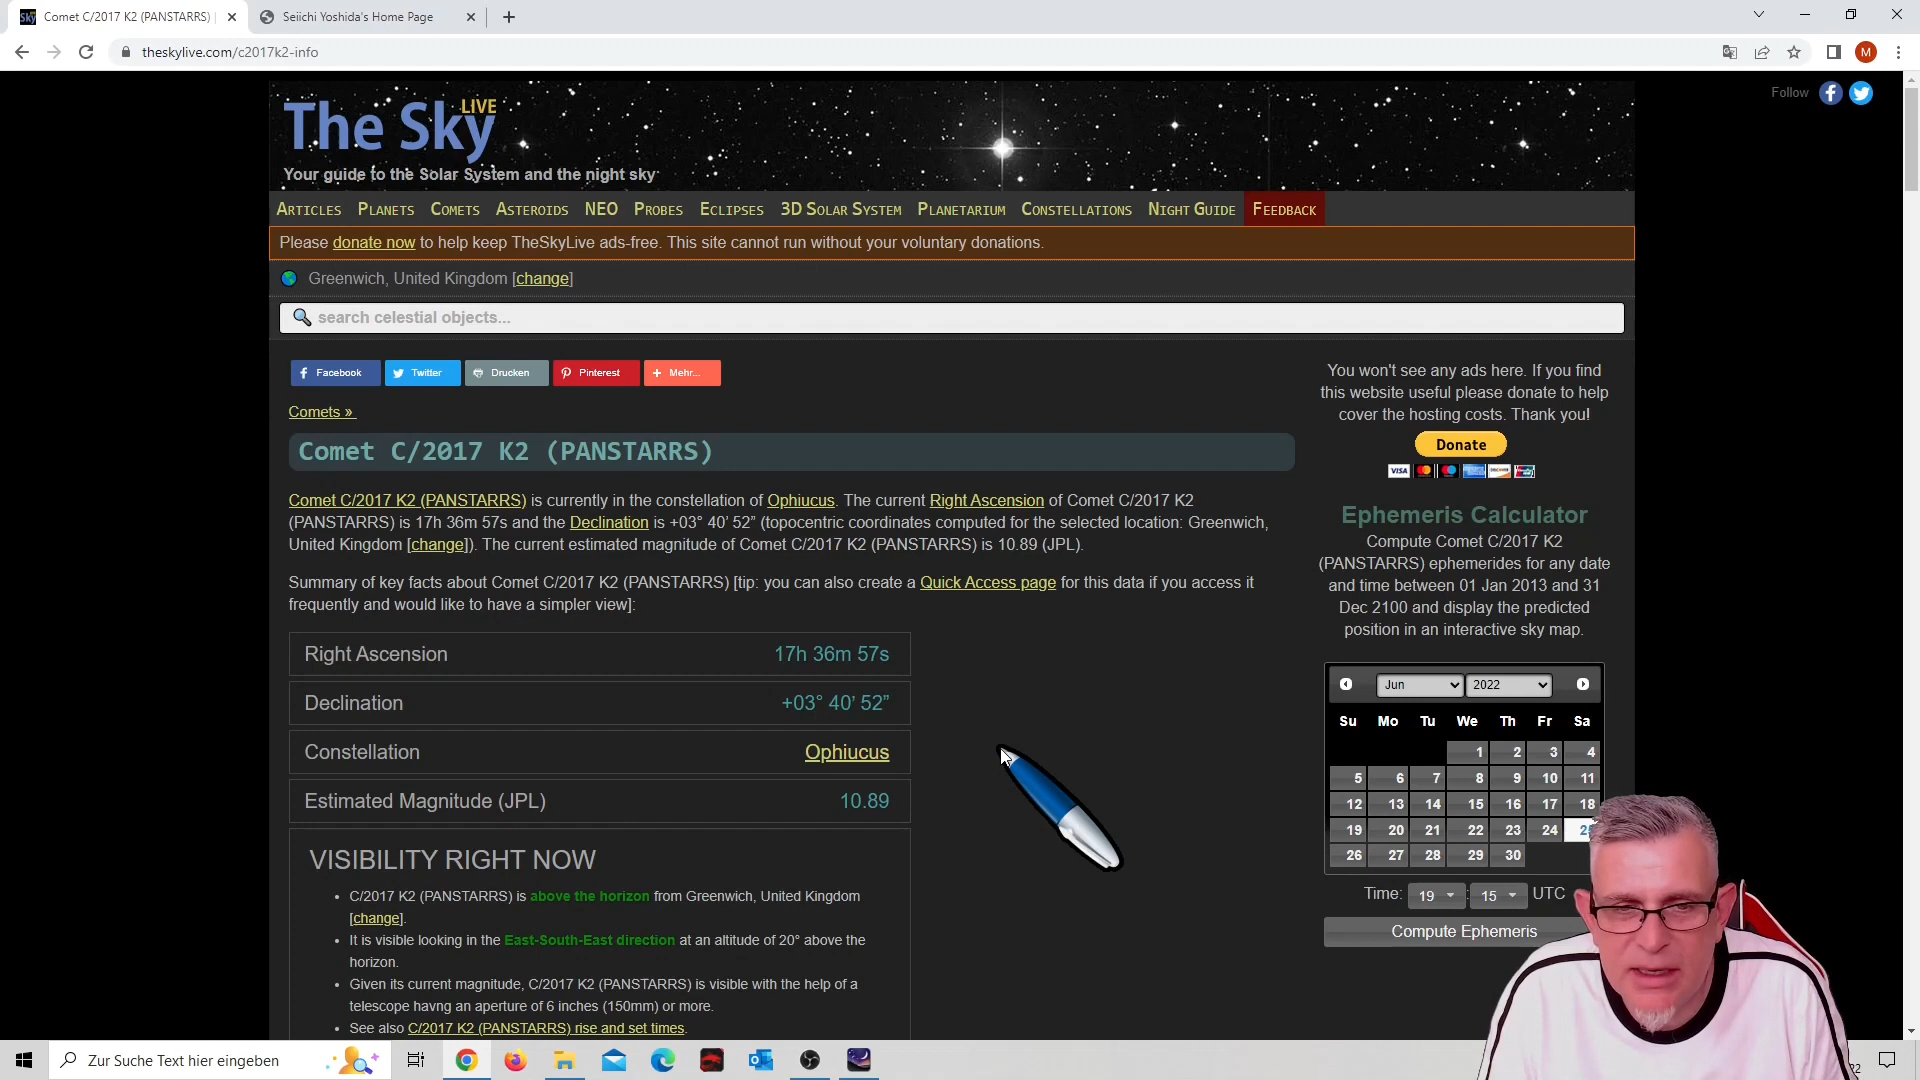 Comet C/2017 K2 (PANSTARRS)
Seiichi Yoshida's Home Page
theskylive.com/c2017k2-info
M
The Sky LIVE
Your guide to the Solar System and the night sky
Follow
ARTICLES PLANETS COMETS ASTEROIDS NEO PROBES ECLIPSES 3D SOLAR SYSTEM PLANETARIUM CONSTELLATIONS NIGHT GUIDE FEEDBACK
Please donate now to help keep TheSkyLive ads-free. This site cannot run without your voluntary donations.
Greenwich, United Kingdom [change]
search celestial objects...
Facebook Twitter Drucken Pinterest Mehr...
Comets »
Comet C/2017 K2 (PANSTARRS)
Comet C/2017 K2 (PANSTARRS) is currently in the constellation of Ophiucus. The current Right Ascension of Comet C/2017 K2
(PANSTARRS) is 17h 36m 57s and the Declination is +03° 40’ 52” (topocentric coordinates computed for the selected location: Greenwich,
United Kingdom [change]). The current estimated magnitude of Comet C/2017 K2 (PANSTARRS) is 10.89 (JPL).
Summary of key facts about Comet C/2017 K2 (PANSTARRS) [tip: you can also create a Quick Access page for this data if you access it
frequently and would like to have a simpler view]:
Right Ascension 17h 36m 57s
Declination +03° 40’ 52”
Constellation Ophiucus
Estimated Magnitude (JPL) 10.89
VISIBILITY RIGHT NOW
• C/2017 K2 (PANSTARRS) is above the horizon from Greenwich, United Kingdom
[change].
• It is visible looking in the East-South-East direction at an altitude of 20° above the
horizon.
• Given its current magnitude, C/2017 K2 (PANSTARRS) is visible with the help of a
telescope havng an aperture of 6 inches (150mm) or more.
• See also C/2017 K2 (PANSTARRS) rise and set times.
You won't see any ads here. If you find
this website useful please donate to help
cover the hosting costs. Thank you!
Donate
VISA
Ephemeris Calculator
Compute Comet C/2017 K2
(PANSTARRS) ephemerides for any date
and time between 01 Jan 2013 and 31
Dec 2100 and display the predicted
position in an interactive sky map.
Jun 2022
Su Mo Tu We Th Fr Sa
1 2 3 4
5 6 7 8 9 10 11
12 13 14 15 16 17 18
19 20 21 22 23 24
26 27 28 29 30
Time: 19 : 15 UTC
Compute Ephemeris
Zur Suche Text hier eingeben